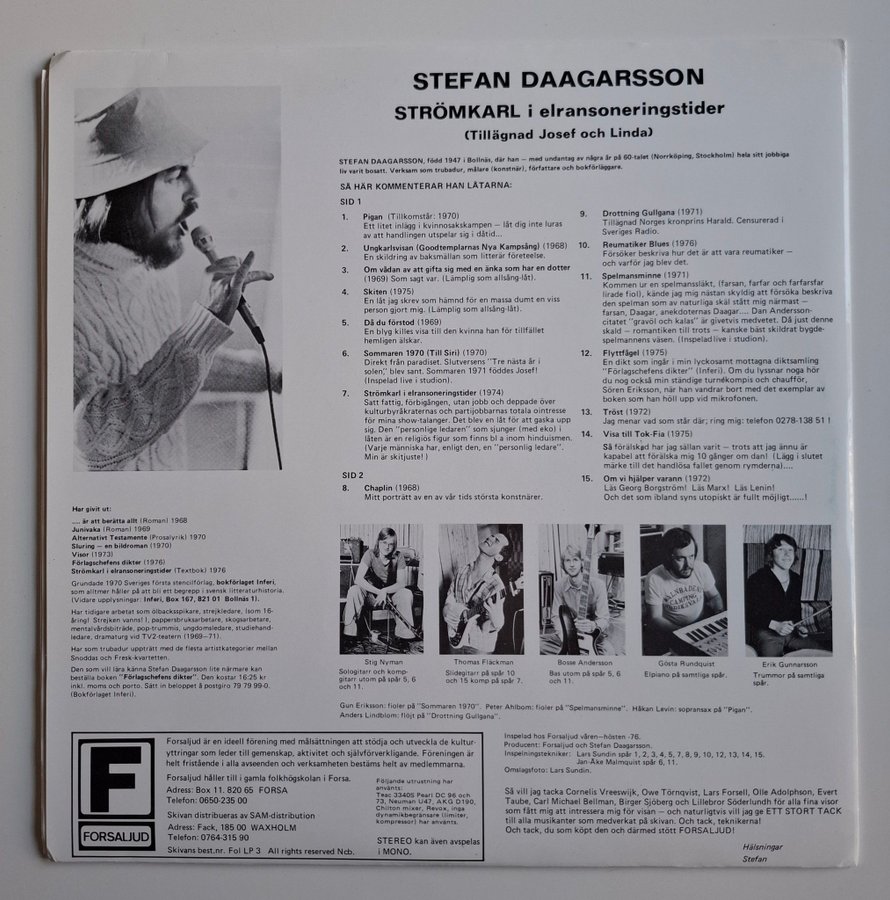 STEFAN DAAGARSSON
STRÖMKARL i elransoneringstider
(Tillägnad Josef och Linda)
STEFAN DAAGARSSON, född 1947 i Bollnäs, där han — med undantag av några år på 60-talet (Norrköping, Stockholm) hela sitt jobbiga
liv varit bosatt. Verksam som trubadur, målare (konstnär), författare och bokförläggare.
SÅ HÄR KOMMENTERAR HAN LÅTARNA:
SID 1
1. Pigan (Tillkomstår: 1970)
Ett litet inlägg i kvinnosakskampen — låt dig inte luras
av att handlingen utspelar sig i dåtid...
2. Ungkarlsvisan (Goodtemplarnas Nya Kampsång) (1968)
En skildring av baksmällan som litterär företeelse.
3. Om vådan av att gifta sig med en änka som har en dotter
(1969) Som sagt var. (Lämplig som allsång-låt).
4. Skiten (1975)
En låt jag skrev som hämnd för en massa dumt en viss
person gjort mig. (Lämplig som allsång-låt).
5. Då du förstod (1969)
En blyg killes visa till den kvinna han för tillfället
hemligen älskar.
6. Sommaren 1970 (Till Siri) (1970)
Direkt från paradiset. Slutversens "Tre nästa år i
solen", blev sant. Sommaren 1971 föddes Josef!
(Inspelad live i studion).
7. Strömkarl i elransoneringstider (1974)
Satt fattig, förbigången, utan jobb och deppade över
kulturbyråkraternas och partijobbarnas totala ointresse
för mina show-talanger. Det blev en låt för att gaska upp
sig. Den "personlige ledaren" som sjunger (med eko) i
låten är en religiös figur som finns bl a inom hinduismen.
(Varje människa har, enligt den, en "personlig ledare".
Min är skitjuste! )
SID 2
8. Chaplin (1968)
Mitt porträtt av en av vår tids största konstnärer.
9. Drottning Gullgana (1971)
Tillägnad Norges kronprins Harald. Censurerad i
Sveriges Radio.
10. Reumatiker Blues (1976)
Försöker beskriva hur det är att vara reumatiker —
och varför jag blev det.
11. Spelmansminne (1971)
Kommen ur en spelmanssläkt, (farsan, farfar och farfarsfar
lirade fiol), kände jag mig nästan skyldig att försöka beskriva
den spelman som av naturliga skäl stått mig närmast —
farsan, Daagar, anekdoternas Daagar.... Dan Andersson-
citatet "gravöl och kalas" är givetvis medvetet. Då just denne
skald — romantiken till trots — kanske bäst skildrat bygde-
spelmannens väsen. (Inspelad live i studion).
12. Flyttfågel (1975)
En dikt som ingår i min lyckosamt mottagna diktsamling
"Förlagschefens dikter" (Inferi). Om du lyssnar noga hör
du nog också min ständige turnékompis och chaufför,
Sören Eriksson, när han vandrar bort med det exemplar av
boken som han höll upp vid mikrofonen.
13. Tröst (1972)
Jag menar vad som står där; ring mig: telefon 0278-138 51 !
14. Visa till Tok-Fia (1975)
Så förälskad har jag sällan varit — trots att jag ännu är
kapabel att förälska mig 10 gånger om dan! (Lägg i slutet
märke till det handlösa fallet genom rymderna)....
15. Om vi hjälper varann (1972)
Läs Georg Borgström! Läs Marx! Läs Lenin!
Och det som ibland syns utopiskt är fullt möjligt......!
Har givit ut:
.... är att berätta allt (Roman) 1968
Junivaka (Roman) 1969
Alternativt Testamente (Prosalyrik) 1970
Sluring — en bildroman (1970)
Visor (1973)
Förlagschefens dikter (1976)
Strömkarl i elransoneringstider (Textbok) 1976
Grundade 1970 Sveriges första stencilförlag, bokförlaget Inferi,
som alltmer håller på att bli ett begrepp i svensk litteraturhistoria.
(Vidare upplysningar: Inferi, Box 167, 821 01 Bollnäs 1).
Har tidigare arbetat som ölbacksspikare, strejkledare, (som 16-
åring! Strejken vanns! ), pappersbruksarbetare, skogsarbetare,
mentalvårdsbiträde, pop-trummis, ungdomsledare, studiehand-
ledare, dramaturg vid TV2-teatern (1969—71).
Har som trubadur uppträtt med de flesta artistkategorier mellan
Snoddas och Fresk-kvartetten.
Den som vill lära känna Stefan Daagarsson lite närmare kan
beställa boken "Förlagschefens dikter". Den kostar 16:25 kr
inkl. moms och porto. Sätt in beloppet å postgiro 79 79 99-0.
(Bokförlaget Inferi).
Stig Nyman
Sologitarr och komp-
gitarr utom på spår 5, 6
och 11.
Thomas Fläckman
Slidegitarr på spår 10
och 15 komp på spår 7.
Bosse Andersson
Bas utom på spår 5, 6
och 11.
Gösta Rundquist
Elpiano på samtliga spår.
Erik Gunnarsson
Trummor på samtliga
spår.
Gun Eriksson: fioler på "Sommaren 1970". Peter Ahlbom: fioler på "Spelmansminne". Håkan Levin: sopransax på "Pigan".
Anders Lindblom: flöjt på "Drottning Gullgana".
F
FORSALJUD
Forsaljud är en ideell förening med målsättningen att stödja och utveckla de kultur-
yttringar som leder till gemenskap, aktivitet och självförverkligande. Föreningen är
helt fristående i alla avseenden och verksamheten bestäms helt av medlemmarna.
Forsaljud håller till i gamla folkhögskolan i Forsa.
Adress: Box 11. 820 65 FORSA
Telefon: 0650-235 00
Skivan distribueras av SAM-distribution
Adress: Fack, 185 00 WAXHOLM
Telefon: 0764-315 90
Skivans best.nr. Fol LP 3 All rights reserved Ncb.
Följande utrustning har
använts:
Teac 3340S Pearl DC 96 och
73, Neuman U47, AKG D190,
Chilton mixer, Revox, inga
dynamikbegränsare (limiter,
kompressor) har använts.
STEREO kan även avspelas
i MONO.
Inspelad hos Forsaljud våren—hösten -76.
Producent: Forsaljud och Stefan Daagarsson.
Inspelningstekniker: Lars Sundin spår 1, 2, 3, 4, 5, 7, 8, 9, 10, 12, 13, 14, 15.
Jan-Åke Malmquist spår 6, 11.
Omslagsfoto: Lars Sundin.
Så vill jag tacka Cornelis Vreeswijk, Owe Törnqvist, Lars Forsell, Olle Adolphson, Evert
Taube, Carl Michael Bellman, Birger Sjöberg och Lillebror Söderlundh för alla fina visor
som fått mig att intressera mig för visan — och naturligtvis vill jag ge ETT STORT TACK
till alla musikanter som medverkat på skivan. Och tack, teknikerna!
Och tack, du som köpt den och därmed stött FORSALJUD!
Hälsningar
Stefan